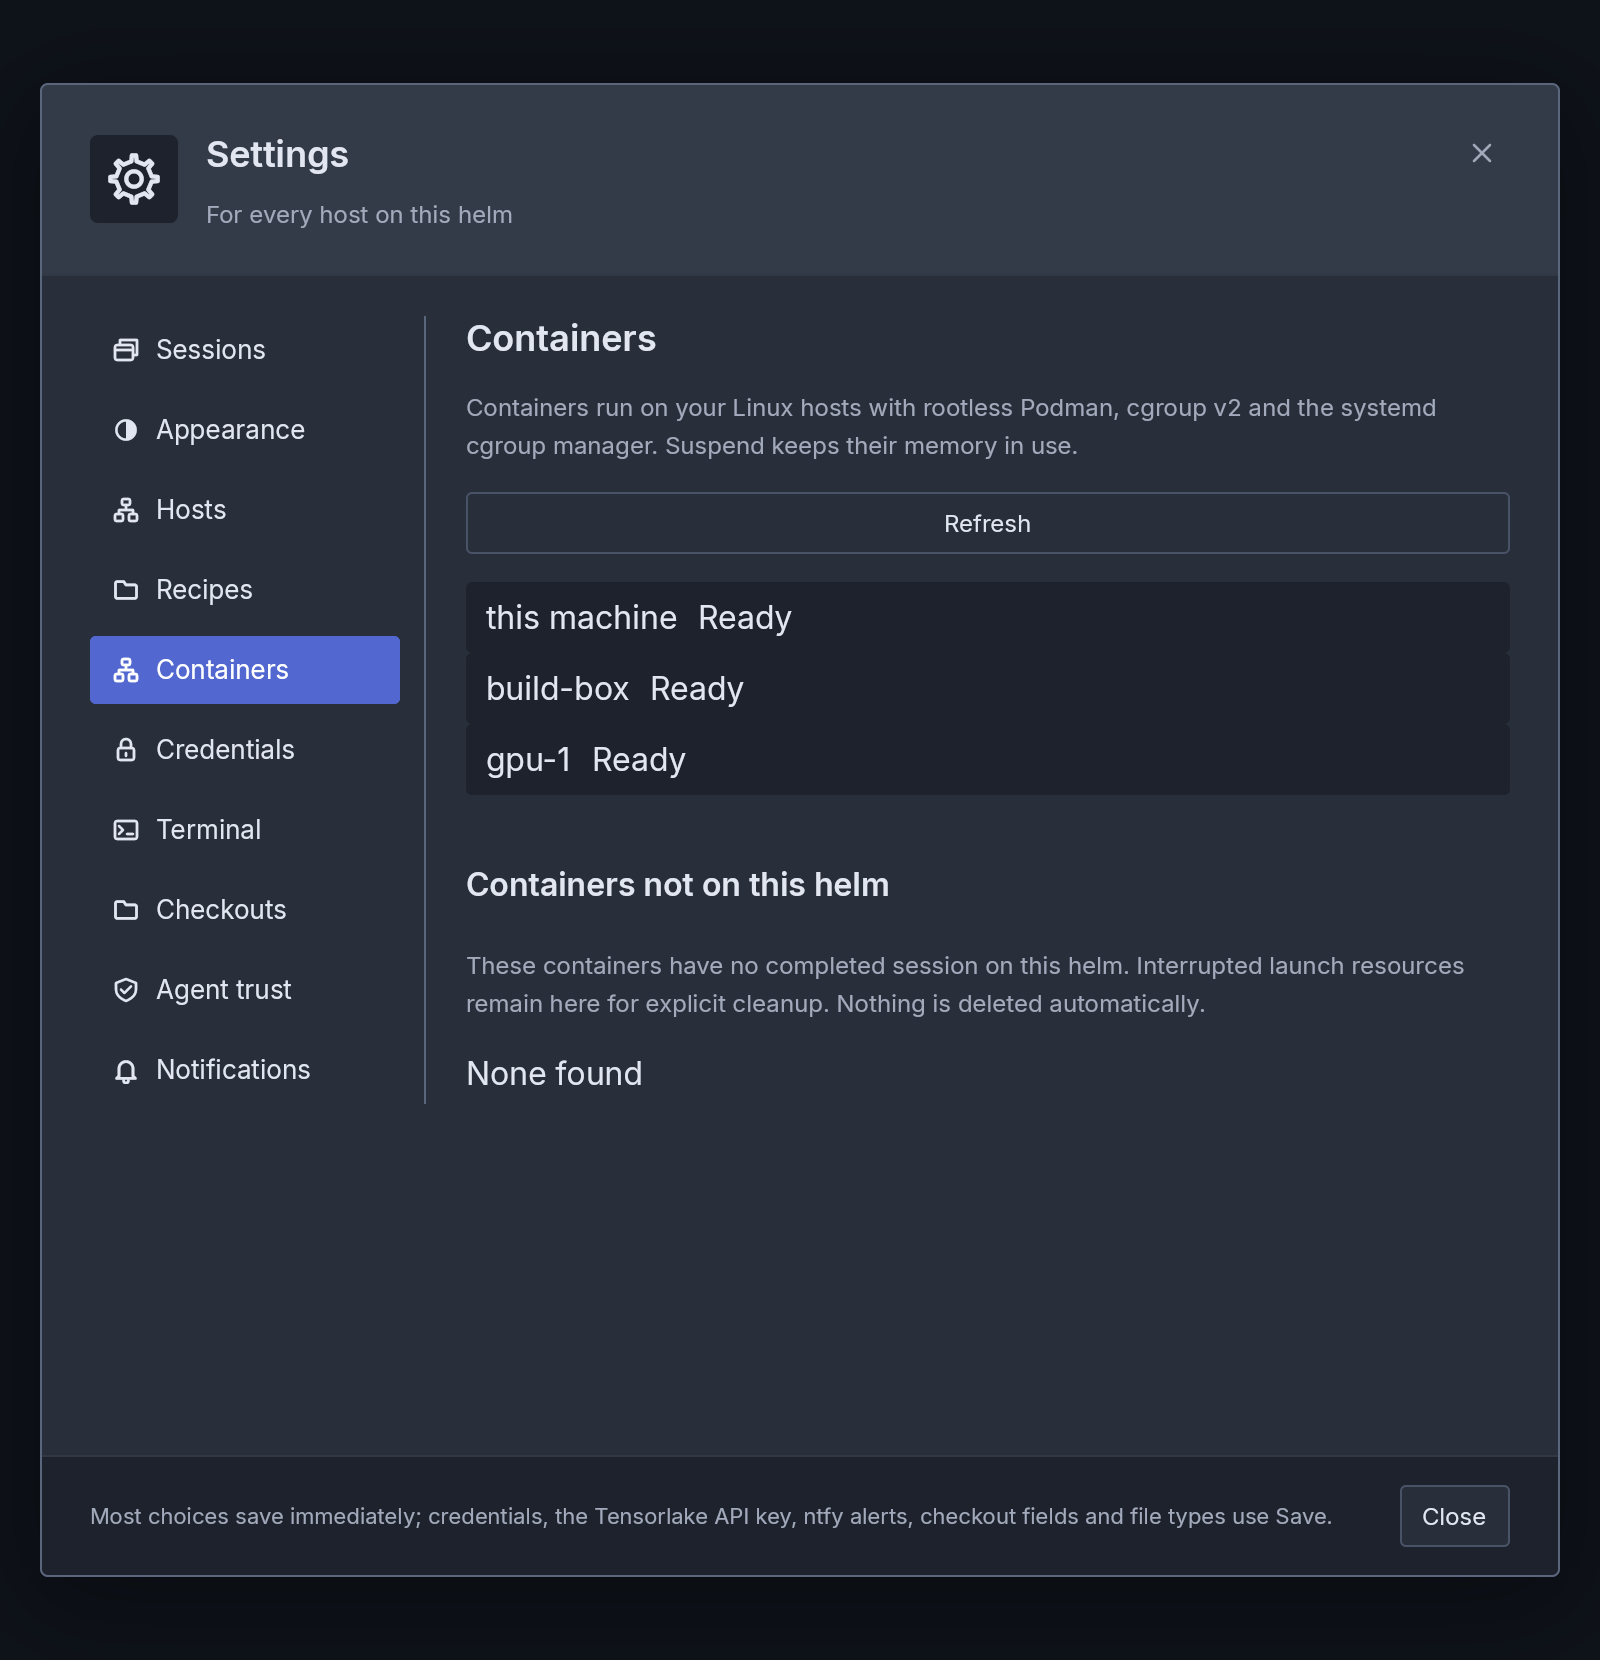 Settings
For every host on this helm
Sessions
Appearance
Hosts
Recipes
Containers
Credentials
Terminal
Checkouts
Agent trust
Notifications
Containers
Containers run on your Linux hosts with rootless Podman, cgroup v2 and the systemd
cgroup manager. Suspend keeps their memory in use.
Refresh
this machine Ready
build-box Ready
gpu-1 Ready
Containers not on this helm
These containers have no completed session on this helm. Interrupted launch resources
remain here for explicit cleanup. Nothing is deleted automatically.
None found
Most choices save immediately; credentials, the Tensorlake API key, ntfy alerts, checkout fields and file types use Save.
Close